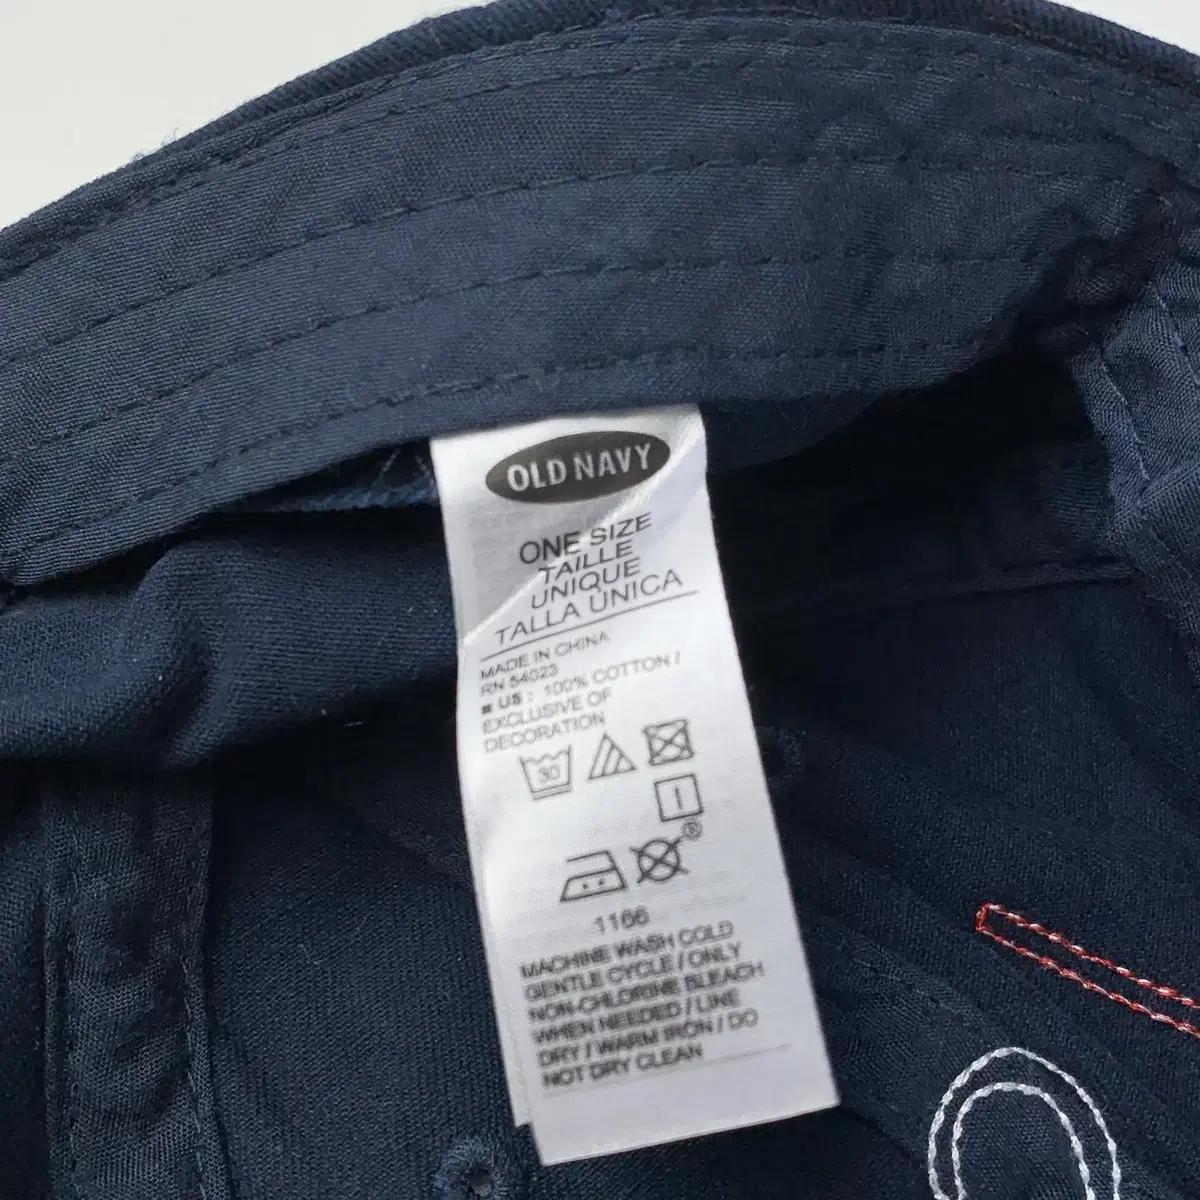 OLD NAVY
ONE SIZE
TAILLE
UNIQUE
TALLA UNICA
MADE IN CHINA
RN 54023
■ US : 100% COTTON /
EXCLUSIVE OF
DECORATION
30
1166
MACHINE WASH COLD
GENTLE CYCLE / ONLY
NON-CHLORINE BLEACH
WHEN NEEDED / LINE
DRY / WARM IRON / DO
NOT DRY CLEAN